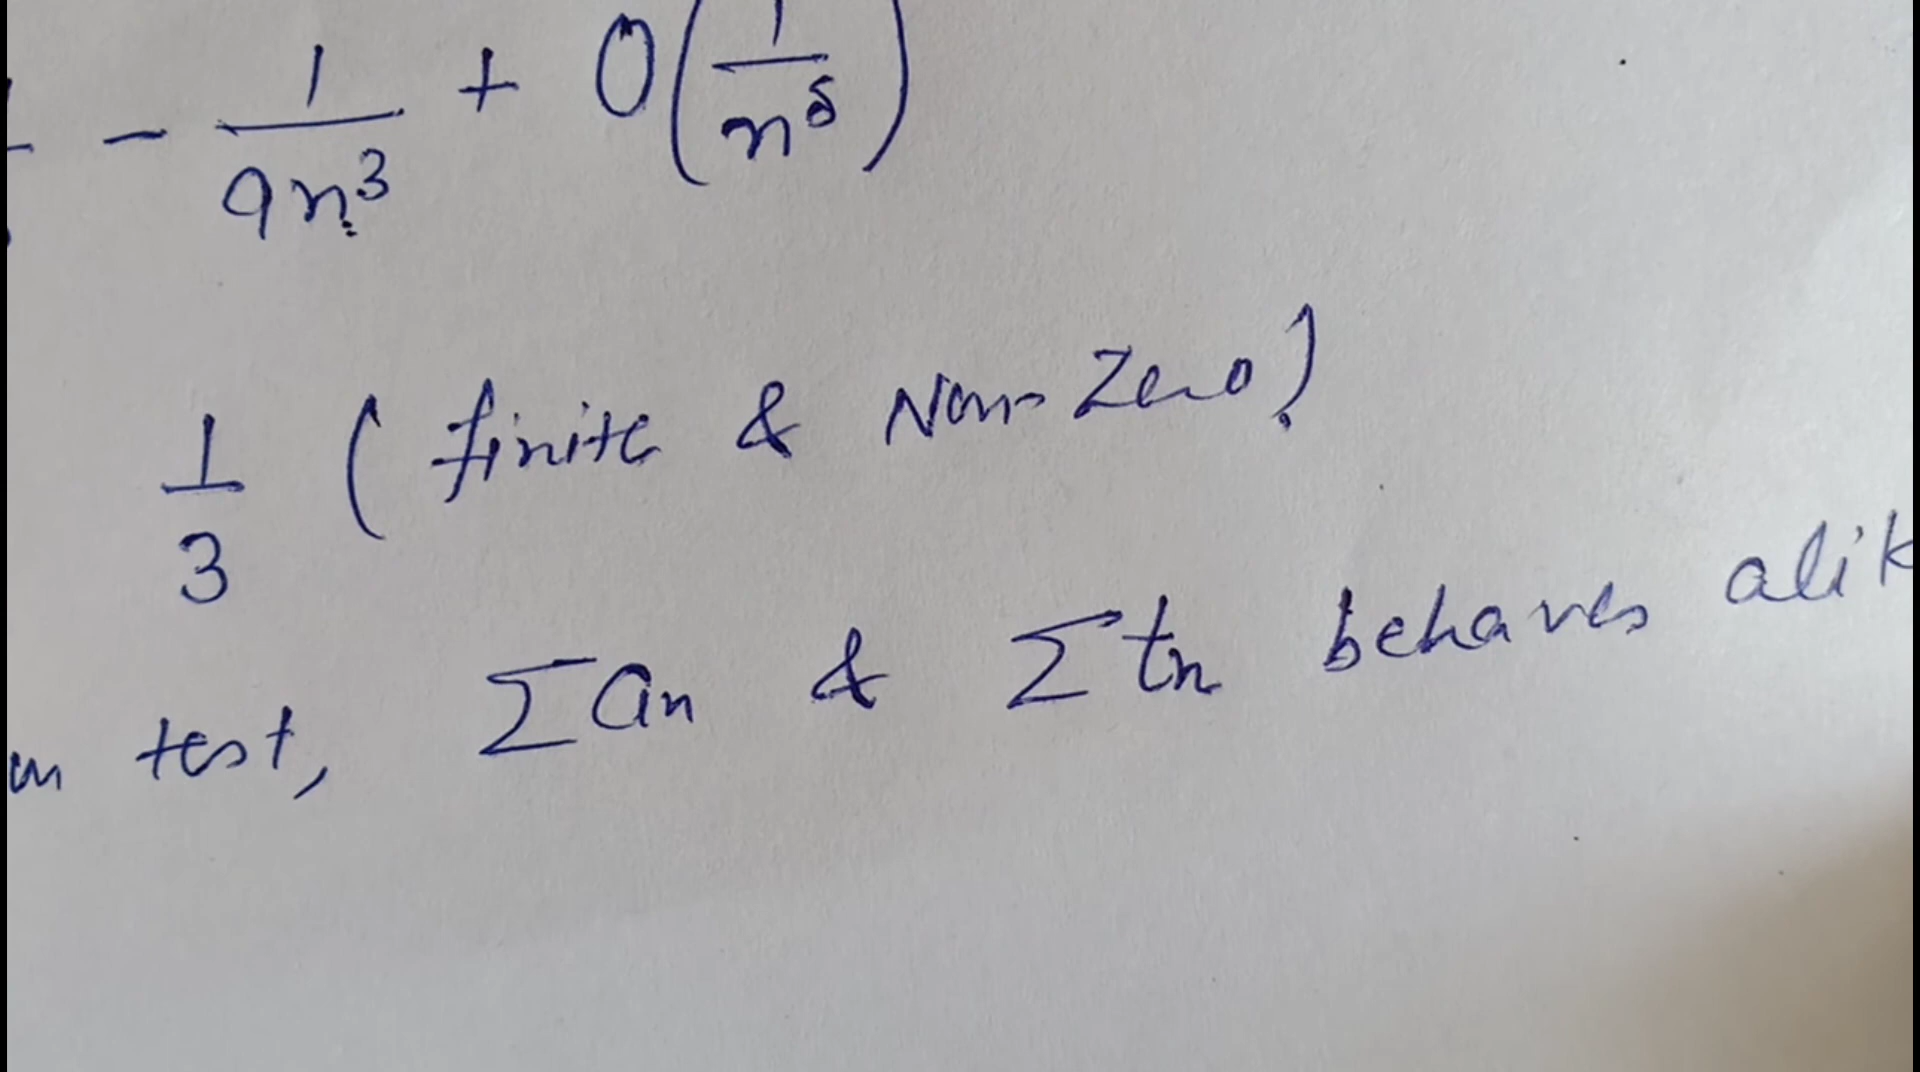 - 1/9n³ + O(1/n⁵)
1/3 (finite & Non-Zero)
test, Σan & Σtn behaves alik